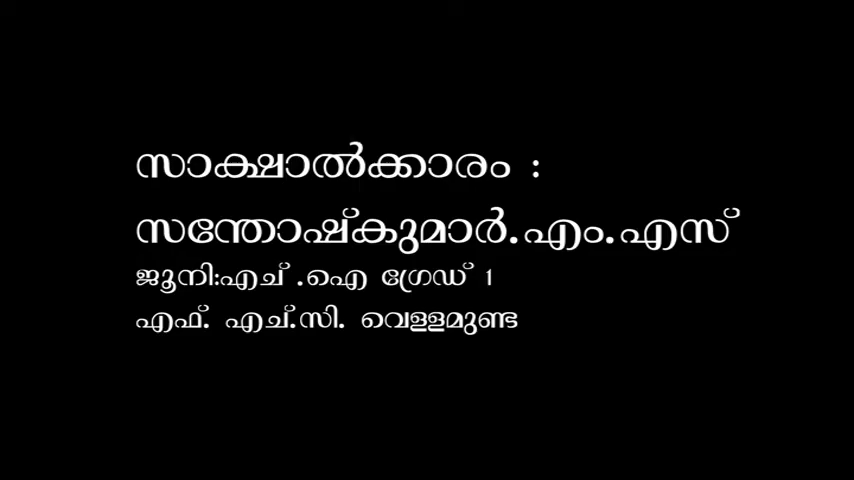 സാക്ഷാൽക്കാരം :
സന്തോഷ്കുമാർ.എം.എസ്
ജൂനി:എച് .ഐ ഗ്രേഡ് 1
എഫ്. എച്.സി. വെള്ളമുണ്ട